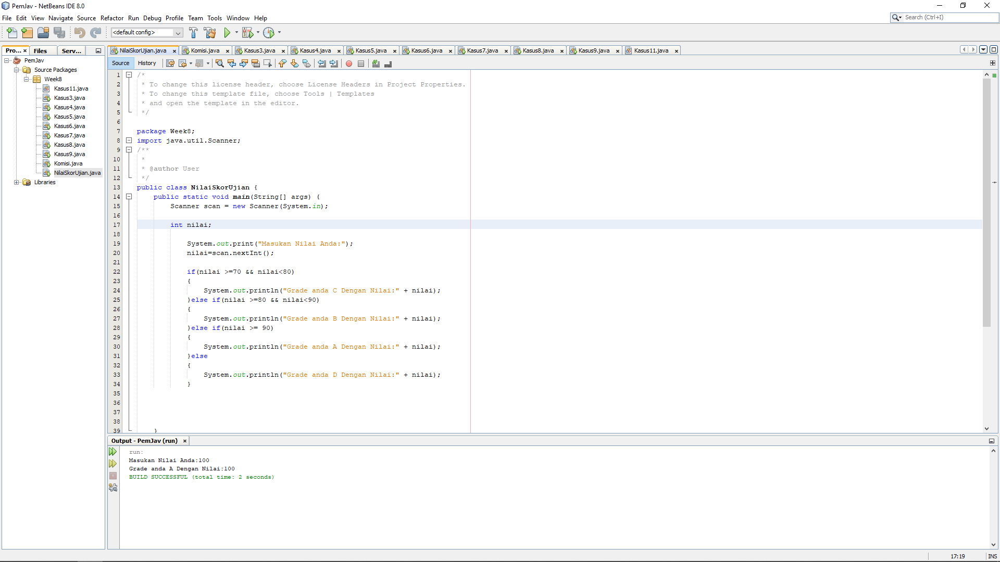 PemJav - NetBeans IDE 8.0
File Edit View Navigate Source Refactor Run Debug Profile Team Tools Window Help
Search (Ctrl+I)
<default config>
Pro... Files Serv...
NilaiSkorUjian.java Komisi.java Kasus3.java Kasus4.java Kasus5.java Kasus6.java Kasus7.java Kasus8.java Kasus9.java Kasus11.java
PemJav
Source Packages
Week8
Kasus11.java
Kasus3.java
Kasus4.java
Kasus5.java
Kasus6.java
Kasus7.java
Kasus8.java
Kasus9.java
Komisi.java
NilaiSkorUjian.java
Libraries
Source History
1 /*
2 * To change this license header, choose License Headers in Project Properties.
3 * To change this template file, choose Tools | Templates
4 * and open the template in the editor.
5 */
6
7 package Week8;
8 import java.util.Scanner;
9 /**
10 *
11 * @author User
12 */
13 public class NilaiSkorUjian {
14 public static void main(String[] args) {
15 Scanner scan = new Scanner(System.in);
16
17 int nilai;
18
19 System.out.print("Masukan Nilai Anda:");
20 nilai=scan.nextInt();
21
22 if(nilai >=70 && nilai<80)
23 {
24 System.out.println("Grade anda C Dengan Nilai:" + nilai);
25 }else if(nilai >=80 && nilai<90)
26 {
27 System.out.println("Grade anda B Dengan Nilai:" + nilai);
28 }else if(nilai >= 90)
29 {
30 System.out.println("Grade anda A Dengan Nilai:" + nilai);
31 }else
32 {
33 System.out.println("Grade anda D Dengan Nilai:" + nilai);
34 }
35
36
37
38
39 }
Output - PemJav (run)
run:
Masukan Nilai Anda:100
Grade anda A Dengan Nilai:100
BUILD SUCCESSFUL (total time: 2 seconds)
17:19 INS